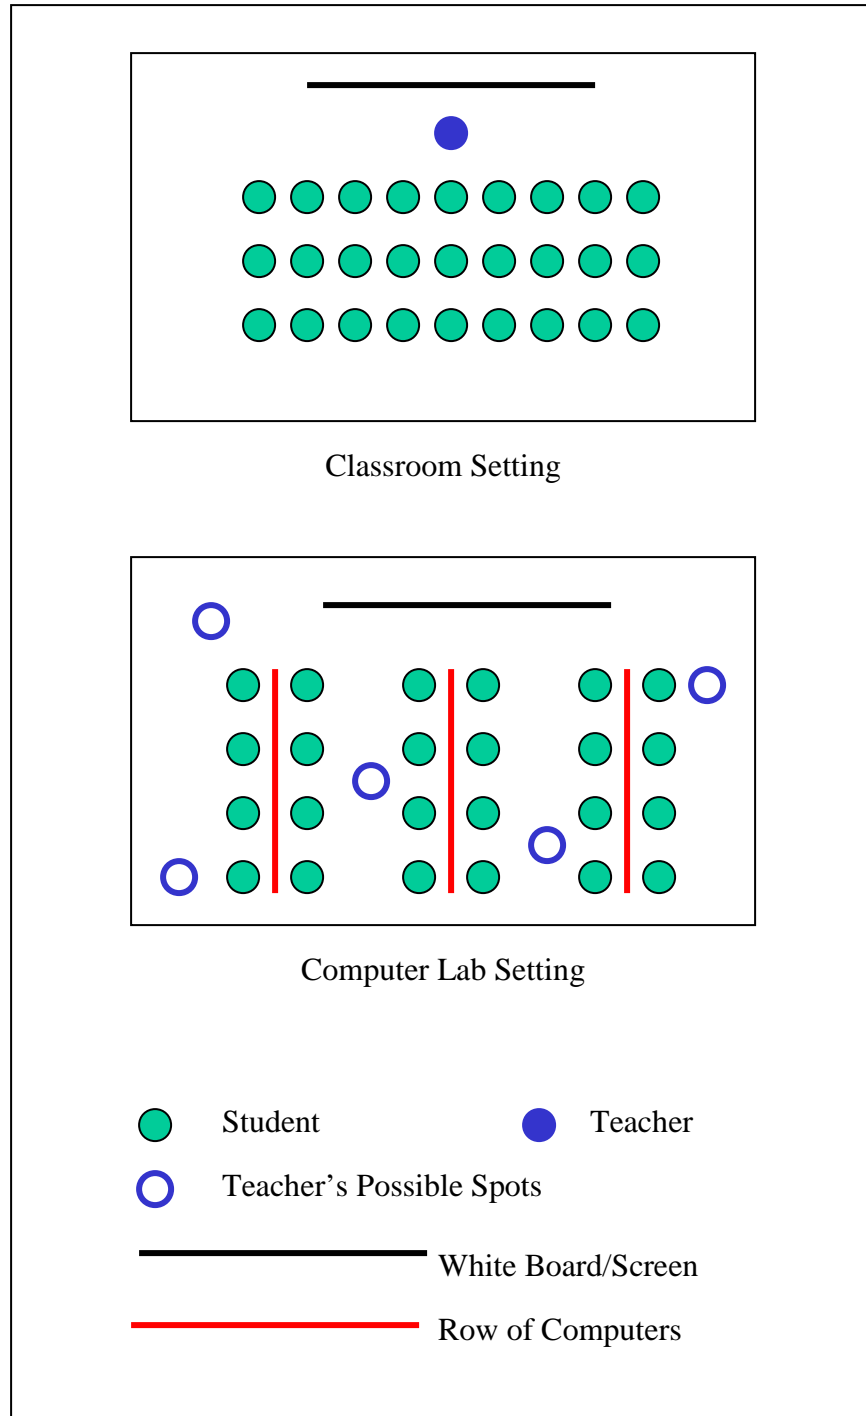 Classroom Setting
Computer Lab Setting
Student Teacher
Teacher’s Possible Spots
White Board/Screen
Row of Computers